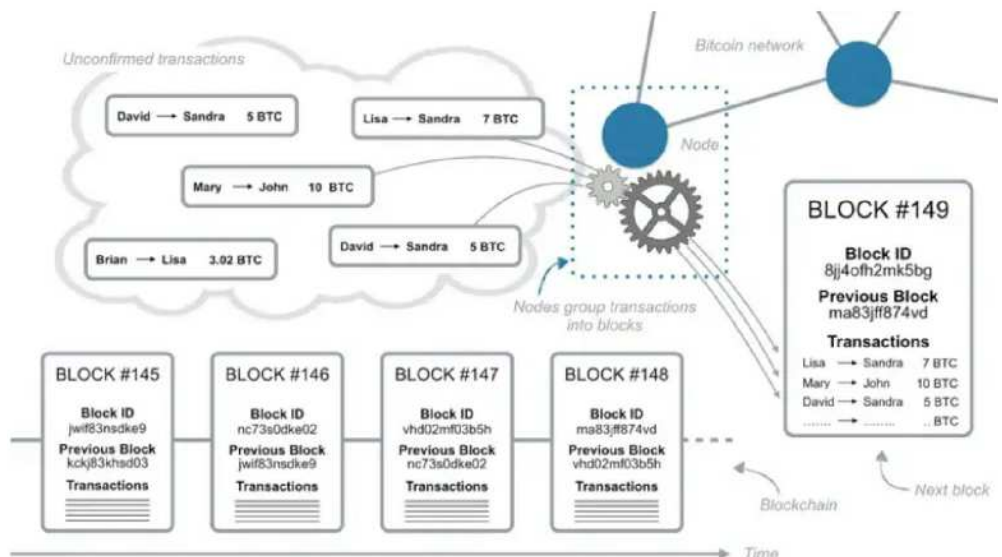 Unconfirmed transactions
Bitcoin network
David → Sandra 5 BTC
Lisa → Sandra 7 BTC
Node
Mary → John 10 BTC
David → Sandra 5 BTC
Brian → Lisa 3.02 BTC
Nodes group transactions
into blocks
BLOCK #149
Block ID
8jj4ofh2mk5bg
Previous Block
ma83jff874vd
Transactions
Lisa → Sandra 7 BTC
Mary → John 10 BTC
David → Sandra 5 BTC
........ → ........ .. BTC
BLOCK #145
Block ID
jwif83nsdke9
Previous Block
kckj83khsd03
Transactions
BLOCK #146
Block ID
nc73s0dke02
Previous Block
jwif83nsdke9
Transactions
BLOCK #147
Block ID
vhd02mf03b5h
Previous Block
nc73s0dke02
Transactions
BLOCK #148
Block ID
ma83jff874vd
Previous Block
vhd02mf03b5h
Transactions
Blockchain
Next block
Time